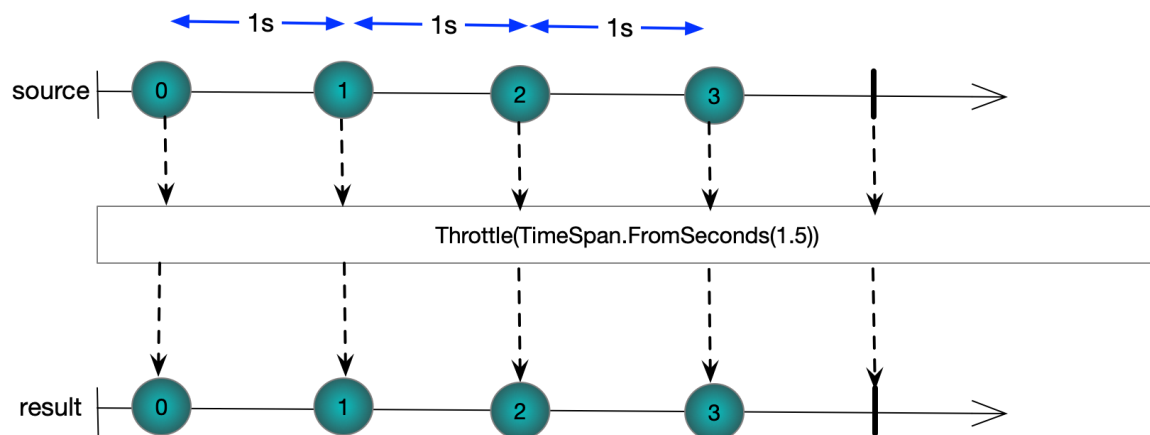 1s 1s 1s
source 0 1 2 3
Throttle(TimeSpan.FromSeconds(1.5))
result 0 1 2 3